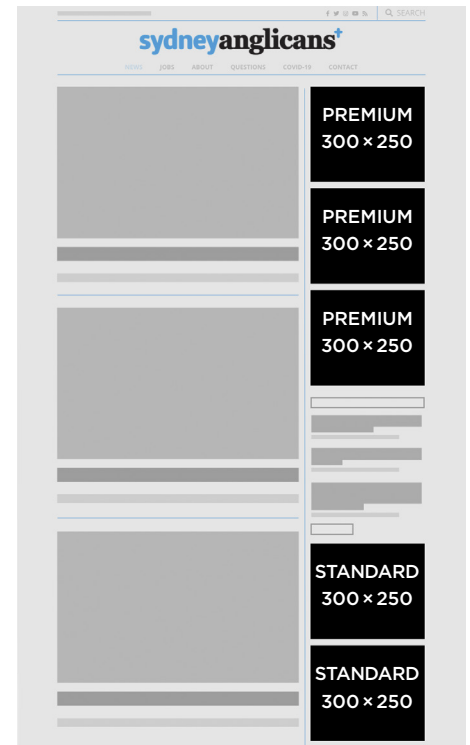 SEARCH
sydneyanglicans
NEWS JOBS ABOUT QUESTIONS COVID-19 CONTACT
PREMIUM
300 × 250
PREMIUM
300 × 250
PREMIUM
300 × 250
STANDARD
300 × 250
STANDARD
300 × 250